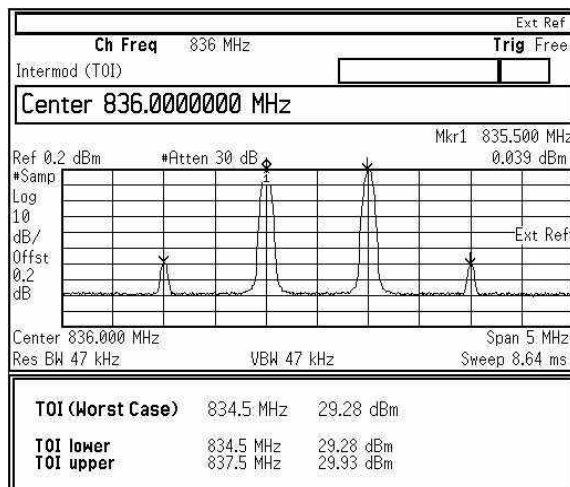 Ext Ref
Ch Freq 836 MHz Trig Free
Intermod (TOI)
Center 836.0000000 MHz
Mkr1 835.500 MHz
Ref 0.2 dBm #Atten 30 dB 0.039 dBm
#Samp
Log
10
dB/
Offst
0.2
dB
1
Ext Ref
Center 836.000 MHz Span 5 MHz
Res BW 47 kHz VBW 47 kHz Sweep 8.64 ms
TOI (Worst Case) 834.5 MHz 29.28 dBm
TOI lower 834.5 MHz 29.28 dBm
TOI upper 837.5 MHz 29.93 dBm